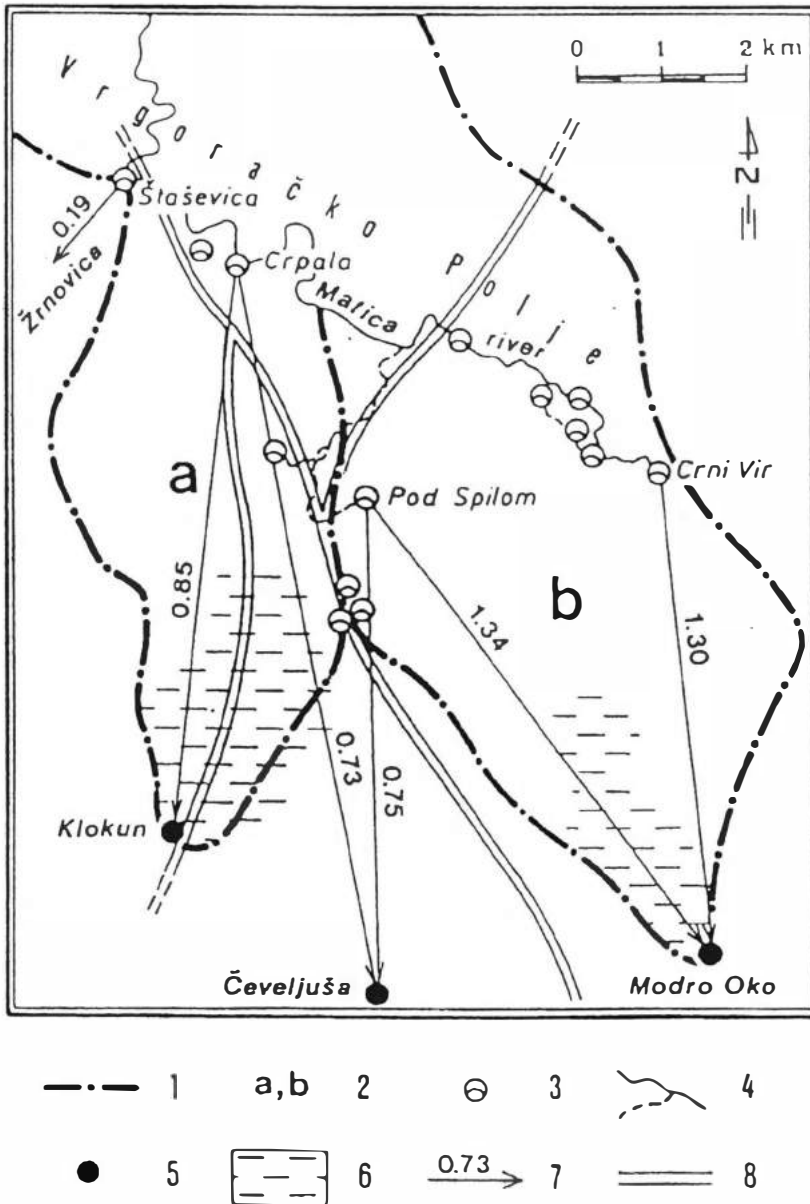 0 1 2 km
Vrgoračko Polje
N
Štaševica
0.19
Žrnovica
Crpala
Matica
river
a
Pod Spilom
Crni Vir
b
0.85
1.34
1.30
0.73
0.75
Klokun
Čeveljuša
Modro Oko
1 a,b 2 3 4
5 6 0.73 7 8